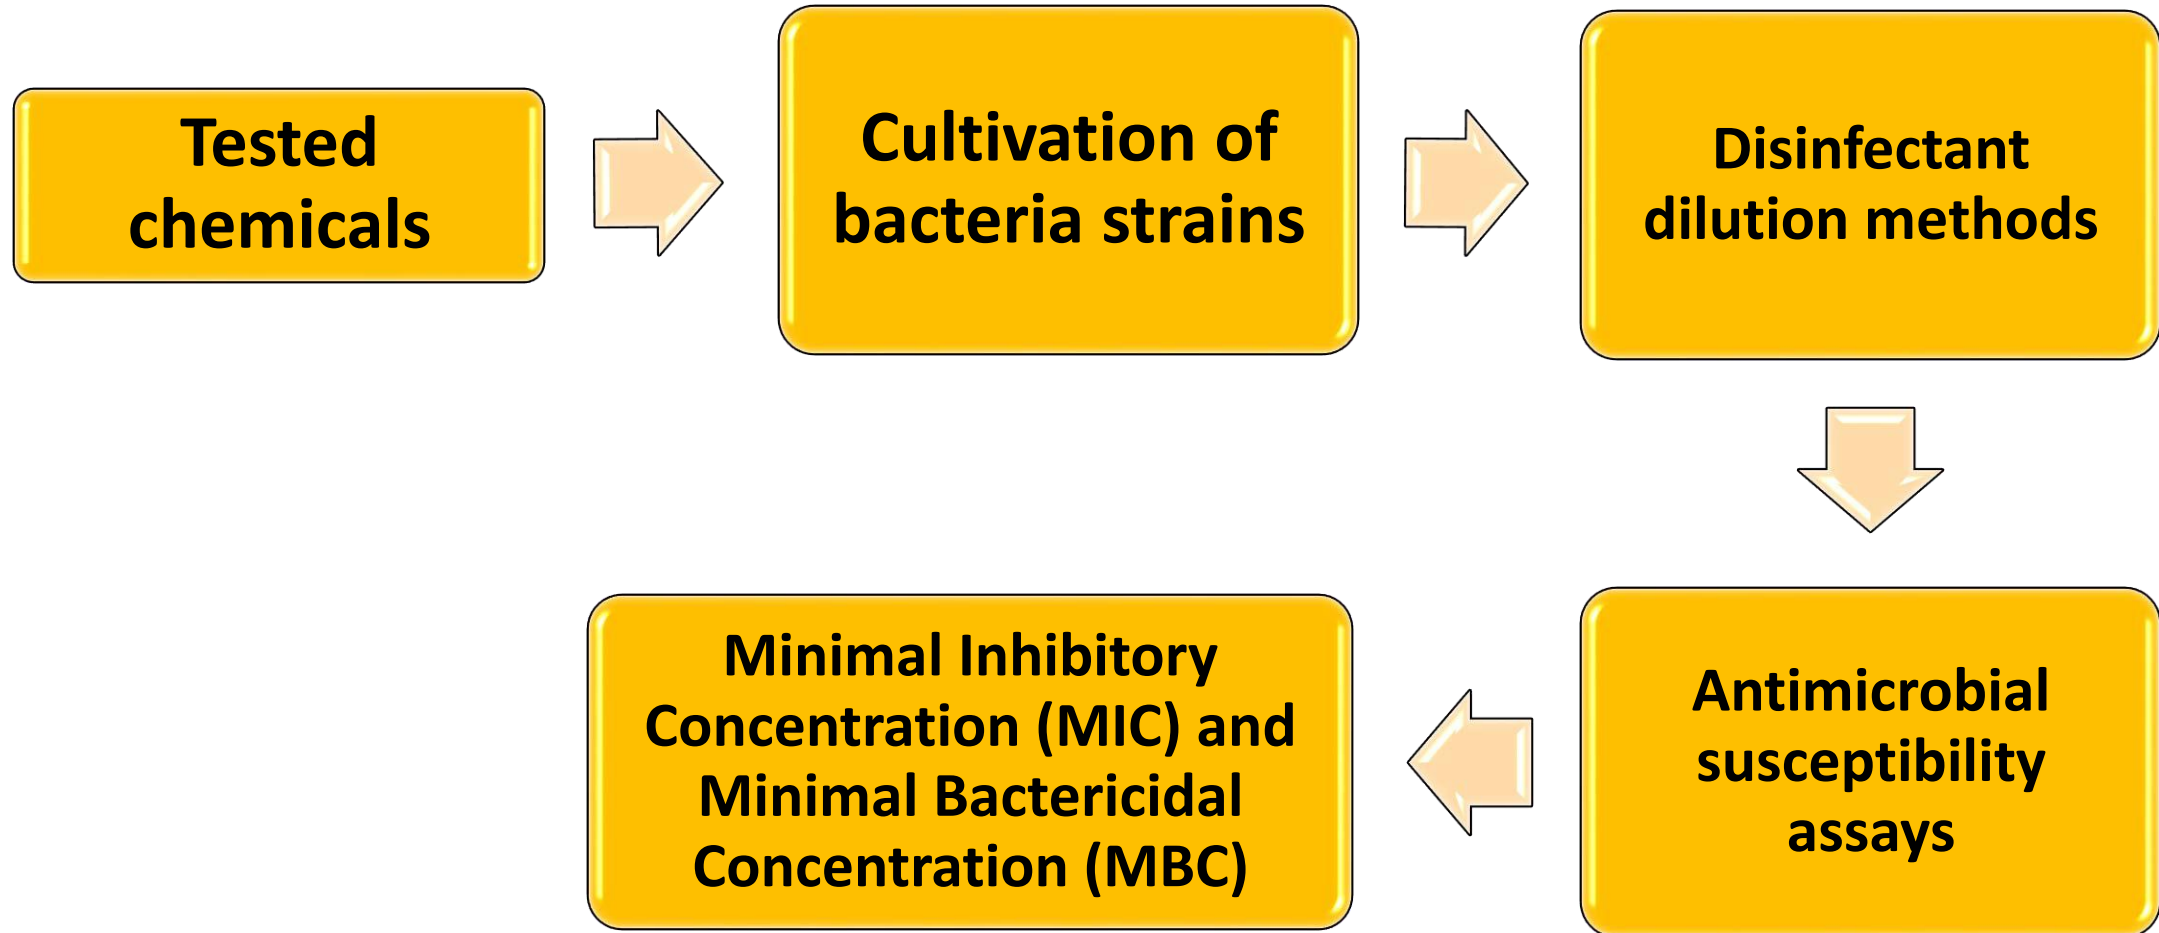 Tested
chemicals
Cultivation of
bacteria strains
Disinfectant
dilution methods
Antimicrobial
susceptibility
assays
Minimal Inhibitory
Concentration (MIC) and
Minimal Bactericidal
Concentration (MBC)